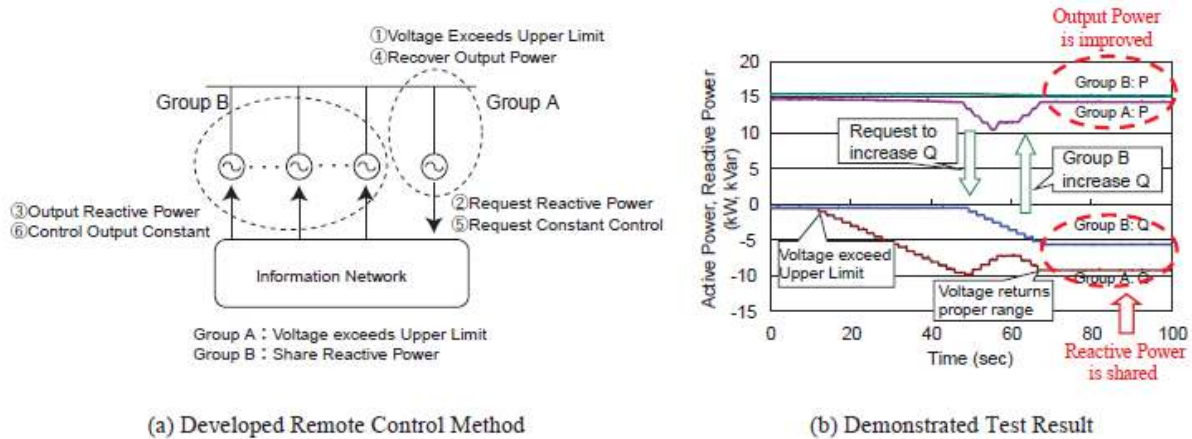 ①Voltage Exceeds Upper Limit
④Recover Output Power
Group B
Group A
③Output Reactive Power
⑥Control Output Constant
②Request Reactive Power
⑤Request Constant Control
Information Network
Group A：Voltage exceeds Upper Limit
Group B：Share Reactive Power
(a) Developed Remote Control Method
Output Power
is improved
Active Power, Reactive Power
(kW, kVar)
20
15
10
5
0
-5
-10
-15
Group B: P
Group A: P
Request to
increase Q
Group B
increase Q
Group B: Q
Voltage exceed
Upper Limit
Group A: Q
Voltage returns
proper range
0
20
40
60
80
100
Time (sec)
Reactive Power
is shared
(b) Demonstrated Test Result